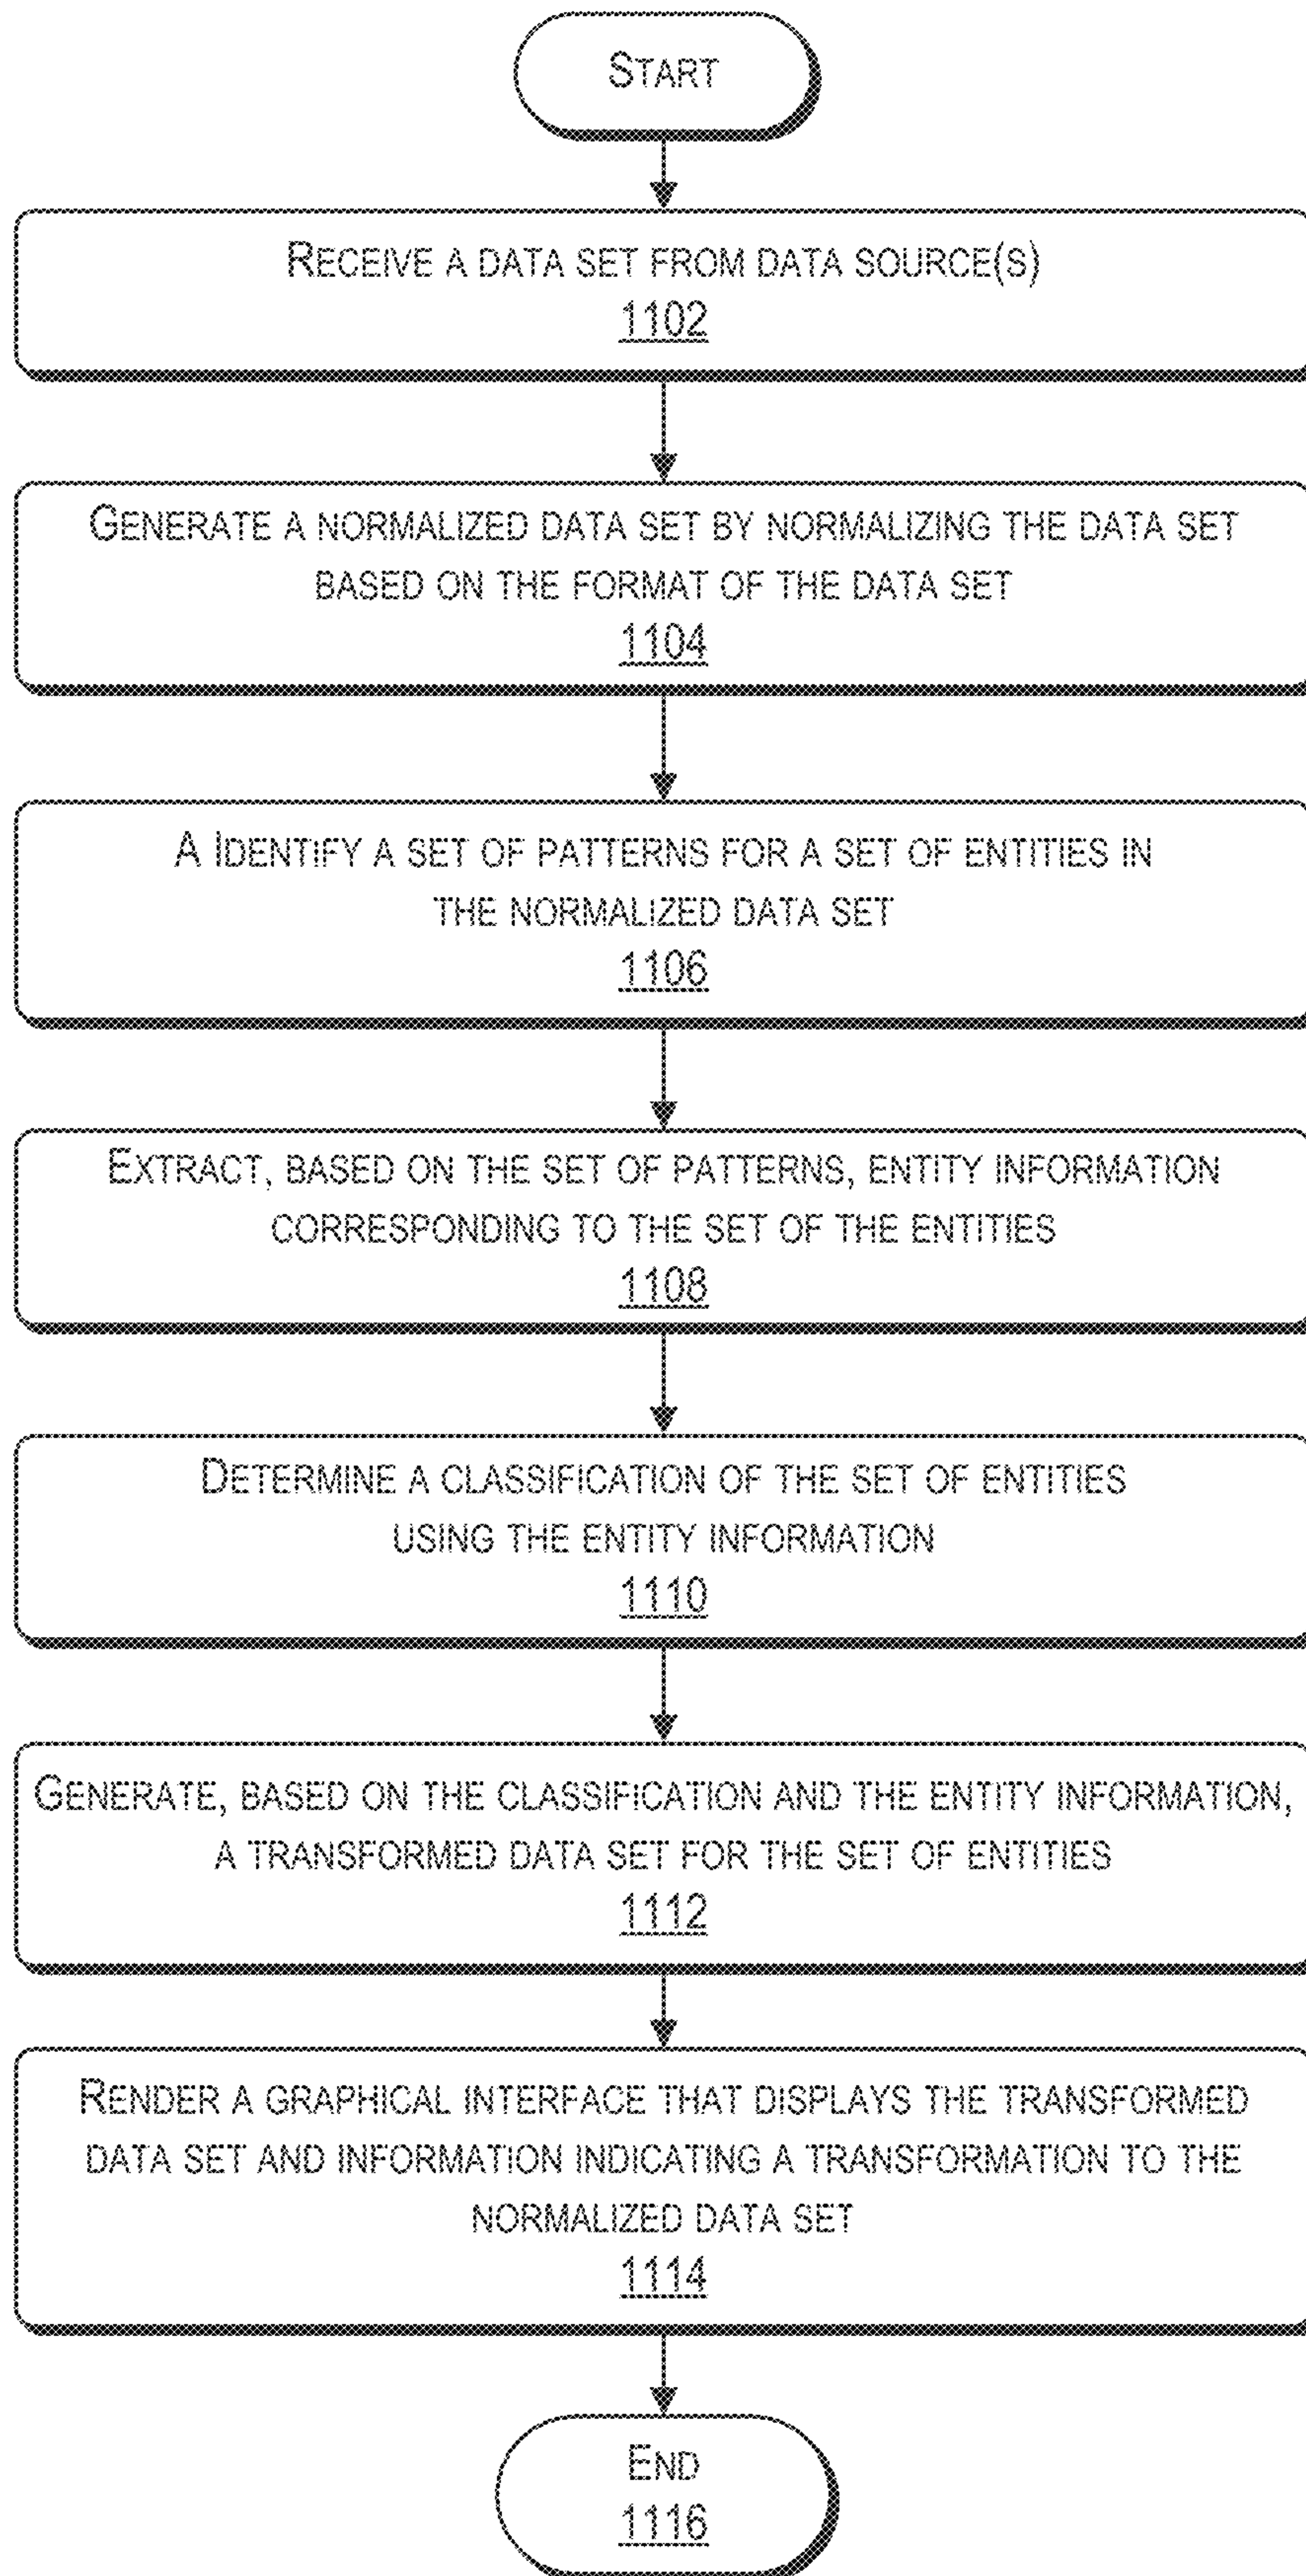 START
RECEIVE A DATA SET FROM DATA SOURCE(S)
1102
GENERATE A NORMALIZED DATA SET BY NORMALIZING THE DATA SET
BASED ON THE FORMAT OF THE DATA SET
1104
A IDENTIFY A SET OF PATTERNS FOR A SET OF ENTITIES IN
THE NORMALIZED DATA SET
1106
EXTRACT, BASED ON THE SET OF PATTERNS, ENTITY INFORMATION
CORRESPONDING TO THE SET OF THE ENTITIES
1108
DETERMINE A CLASSIFICATION OF THE SET OF ENTITIES
USING THE ENTITY INFORMATION
1110
GENERATE, BASED ON THE CLASSIFICATION AND THE ENTITY INFORMATION,
A TRANSFORMED DATA SET FOR THE SET OF ENTITIES
1112
RENDER A GRAPHICAL INTERFACE THAT DISPLAYS THE TRANSFORMED
DATA SET AND INFORMATION INDICATING A TRANSFORMATION TO THE
NORMALIZED DATA SET
1114
END
1116